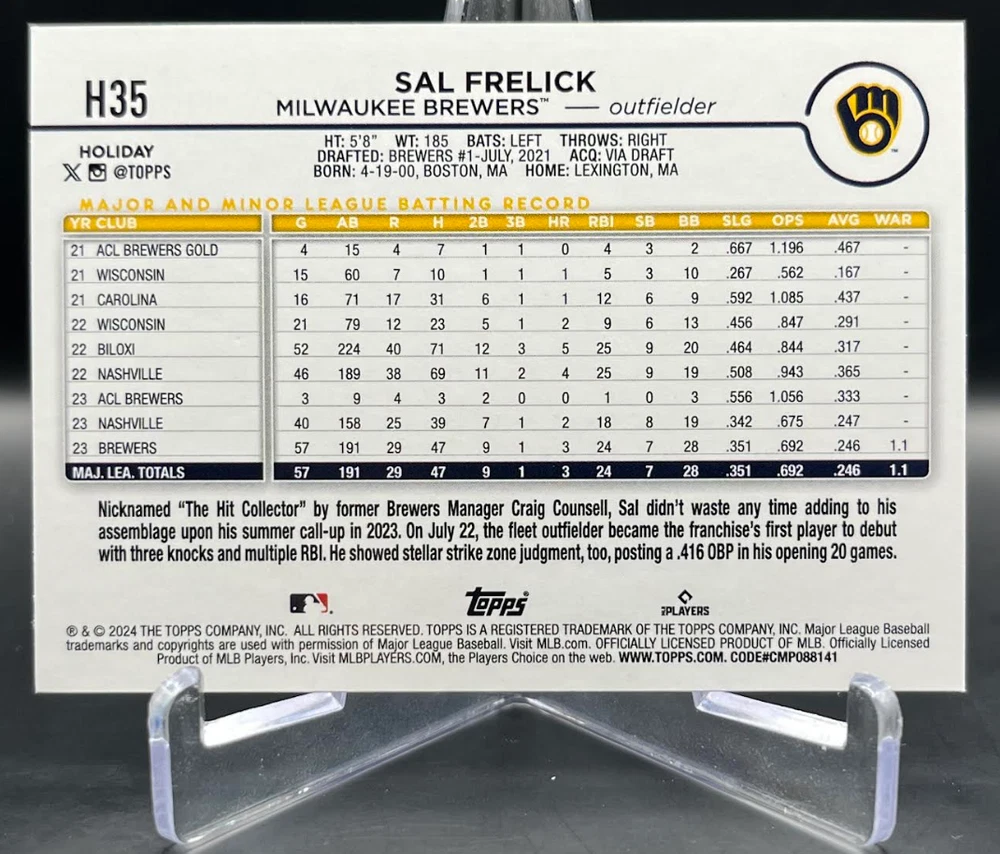 H35
SAL FRELICK
MILWAUKEE BREWERS™ — outfielder
HOLIDAY
@TOPPS
HT: 5'8" WT: 185 BATS: LEFT THROWS: RIGHT
DRAFTED: BREWERS #1-JULY, 2021 ACQ: VIA DRAFT
BORN: 4-19-00, BOSTON, MA HOME: LEXINGTON, MA
MAJOR AND MINOR LEAGUE BATTING RECORD
YR CLUB G AB R H 2B 3B HR RBI SB BB SLG OPS AVG WAR
21 ACL BREWERS GOLD 4 15 4 7 1 1 0 4 3 2 .667 1.196 .467 -
21 WISCONSIN 15 60 7 10 1 1 1 5 3 10 .267 .562 .167 -
21 CAROLINA 16 71 17 31 6 1 1 12 6 9 .592 1.085 .437 -
22 WISCONSIN 21 79 12 23 5 1 2 9 6 13 .456 .847 .291 -
22 BILOXI 52 224 40 71 12 3 5 25 9 20 .464 .844 .317 -
22 NASHVILLE 46 189 38 69 11 2 4 25 9 19 .508 .943 .365 -
23 ACL BREWERS 3 9 4 3 2 0 0 1 0 3 .556 1.056 .333 -
23 NASHVILLE 40 158 25 39 7 1 2 18 8 19 .342 .675 .247 -
23 BREWERS 57 191 29 47 9 1 3 24 7 28 .351 .692 .246 1.1
MAJ. LEA. TOTALS 57 191 29 47 9 1 3 24 7 28 .351 .692 .246 1.1
Nicknamed “The Hit Collector” by former Brewers Manager Craig Counsell, Sal didn't waste any time adding to his
assemblage upon his summer call-up in 2023. On July 22, the fleet outfielder became the franchise's first player to debut
with three knocks and multiple RBI. He showed stellar strike zone judgment, too, posting a .416 OBP in his opening 20 games.
Topps
PLAYERS
® & © 2024 THE TOPPS COMPANY, INC. ALL RIGHTS RESERVED. TOPPS IS A REGISTERED TRADEMARK OF THE TOPPS COMPANY, INC. Major League Baseball
trademarks and copyrights are used with permission of Major League Baseball. Visit MLB.com. OFFICIALLY LICENSED PRODUCT OF MLB. Officially Licensed
Product of MLB Players, Inc. Visit MLBPLAYERS.COM, the Players Choice on the web. WWW.TOPPS.COM. CODE#CMP088141